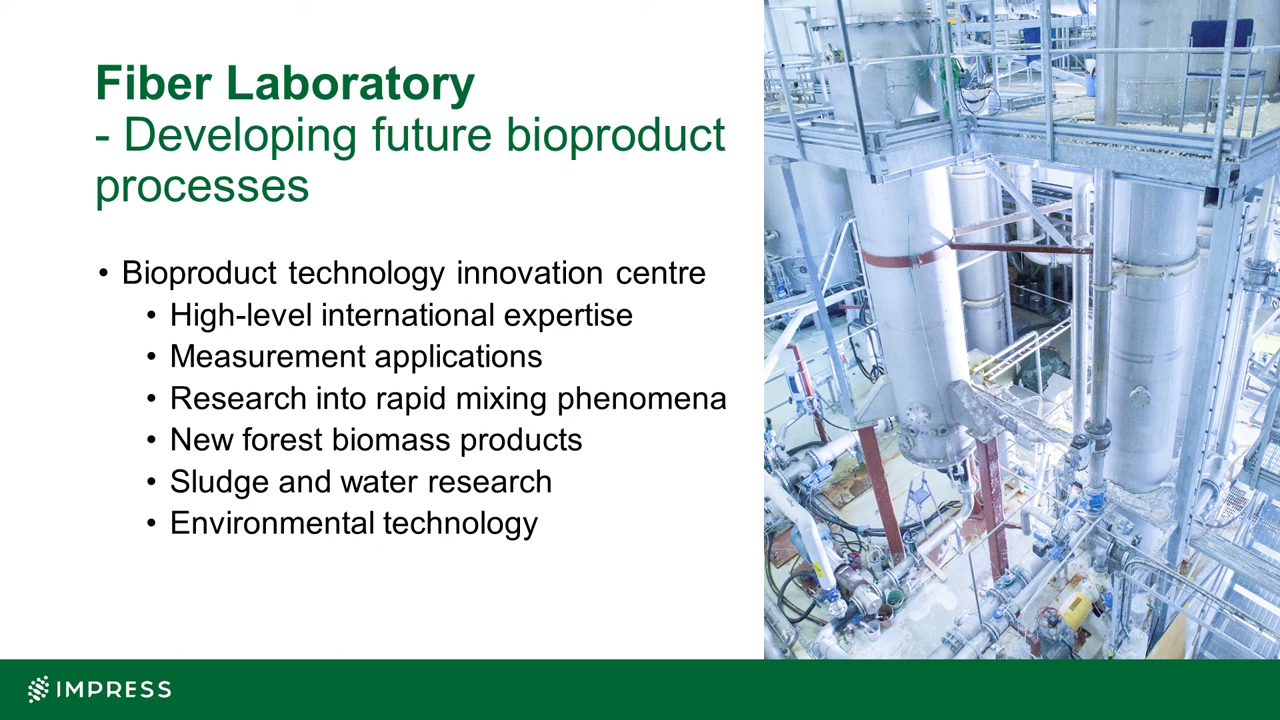 Fiber Laboratory
- Developing future bioproduct
processes
• Bioproduct technology innovation centre
• High-level international expertise
• Measurement applications
• Research into rapid mixing phenomena
• New forest biomass products
• Sludge and water research
• Environmental technology
IMPRESS